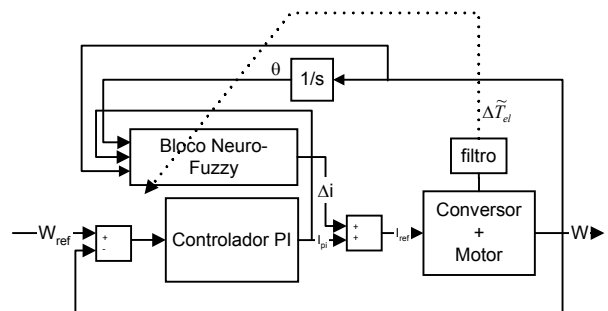 θ
1/s
ΔT̃el
Bloco Neuro-
Fuzzy
filtro
Δi
Wref
+
-
Controlador PI
Ipi
+
+
Iref
Conversor
+
Motor
W